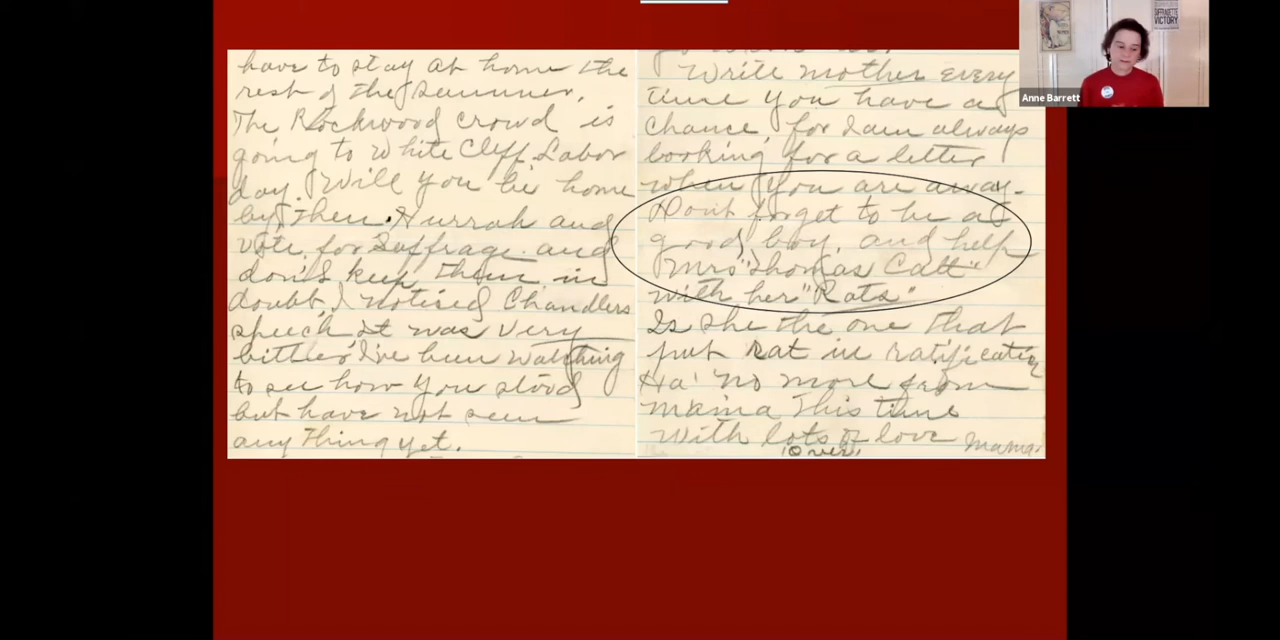 have to stay at home the
rest of the summer.
The Rockwood crowd is
going to White Cliff Labor
day. Will you be home
by then. Hurrah and
vote for Suffrage and
don't keep them in
doubt, I noticed Chandlers
speech, It was very
bitter, I've been watching
to see how you stood
but have not seen
any thing yet.
Write mother every
time you have a
chance, for I am always
looking for a letter
when you are away.
Don't forget to be a
good boy, and help
Mrs "Thomas Catt"
with her "Rats"
Is she the one that
put rat in ratification
Ha! no more from
mama this time
With lots of love Mama.
Over
SUFFRAGETTE
VICTORY
Anne Barrett